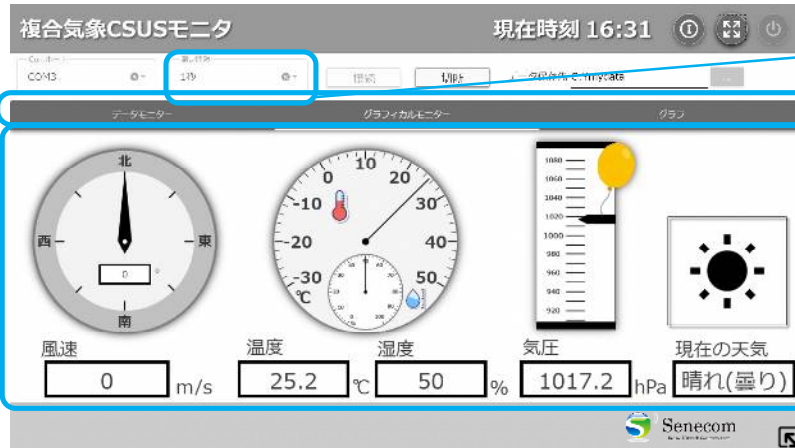 複合気象CSUSモニタ
現在時刻 16:31
COM3
1秒
接続
切断
データモニター
グラフィカルモニター
グラフ
北
西
東
南
0 °
-30
-20
-10
0
10
20
30
40
50
℃
1080
1060
1040
1020
1000
980
960
940
920
風速
0 m/s
温度
25.2 ℃
湿度
50 %
気圧
1017.2 hPa
現在の天気
晴れ(曇り)
Senecom